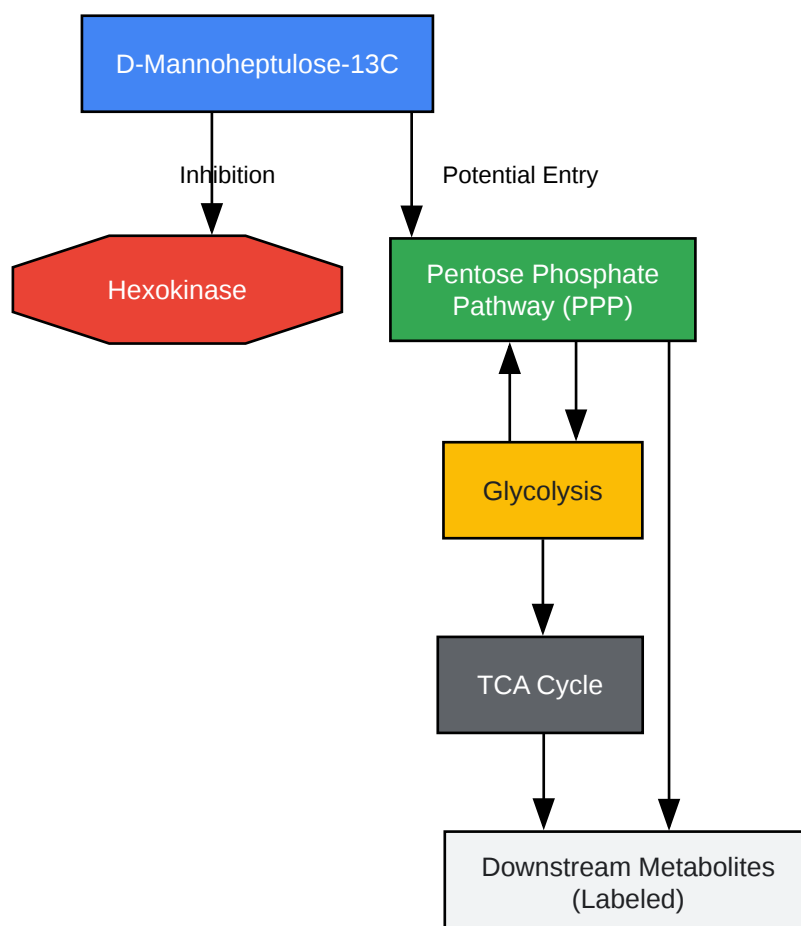 D-Mannoheptulose-13C
Inhibition
Potential Entry
Hexokinase
Pentose Phosphate
Pathway (PPP)
Glycolysis
TCA Cycle
Downstream Metabolites
(Labeled)